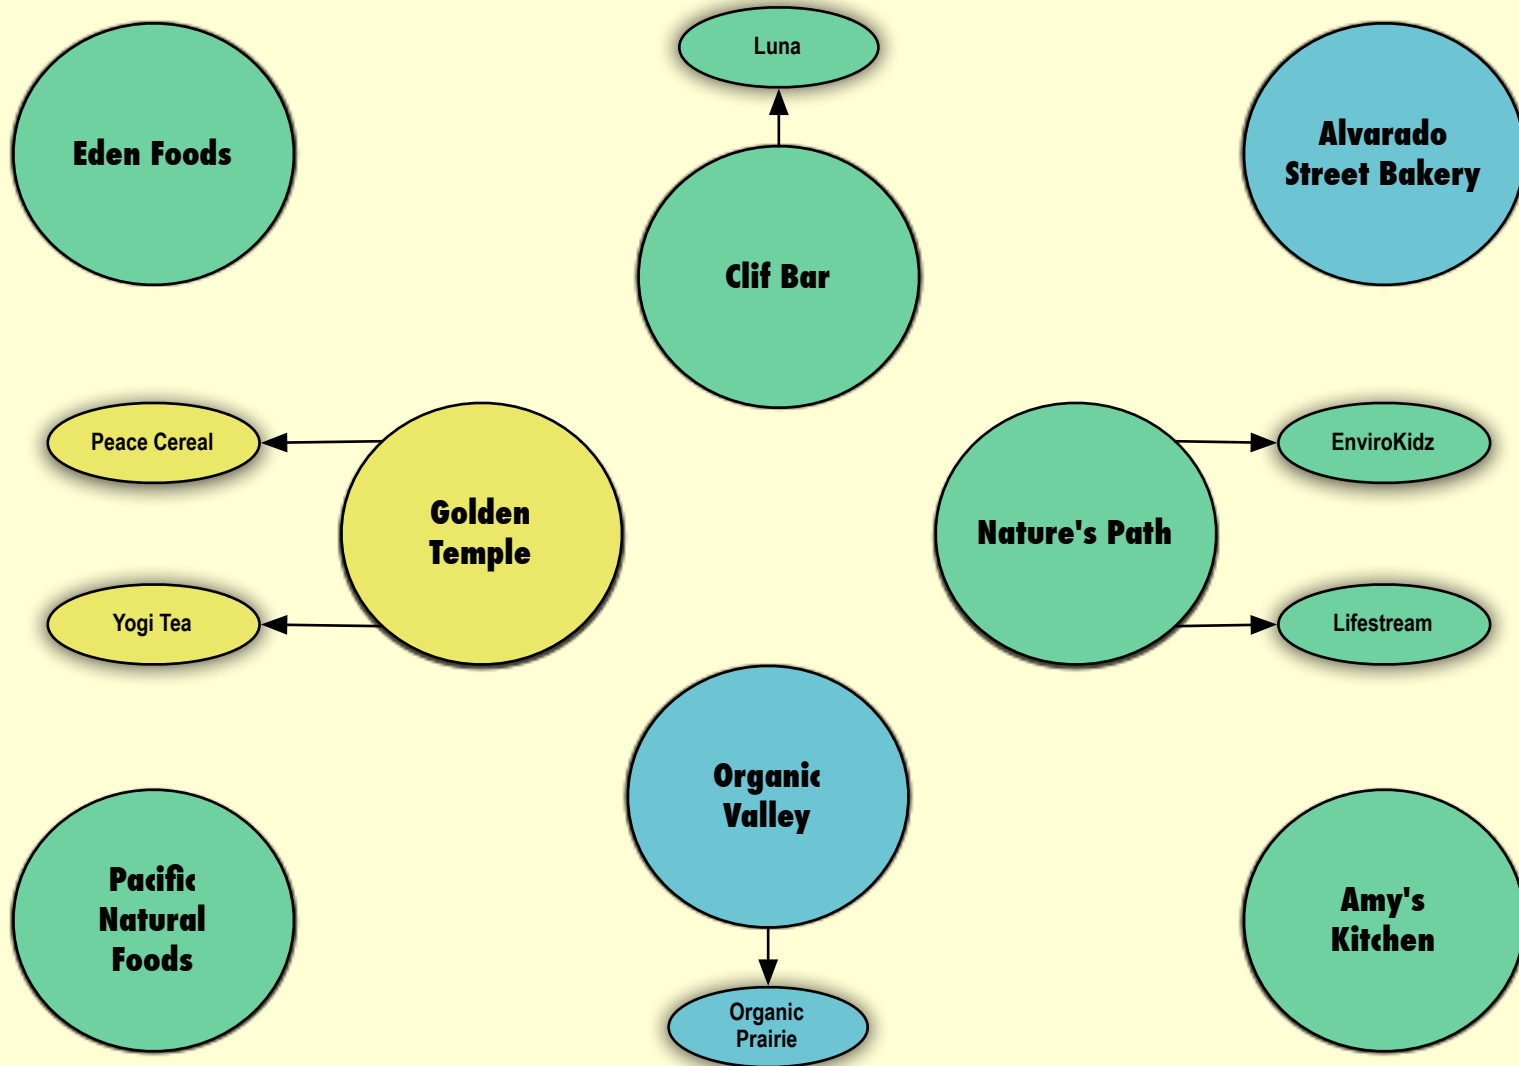 Luna
Eden Foods
Alvarado
Street Bakery
Clif Bar
Peace Cereal
EnviroKidz
Golden
Temple
Nature's Path
Yogi Tea
Lifestream
Organic
Valley
Pacific
Natural
Foods
Amy's
Kitchen
Organic
Prairie